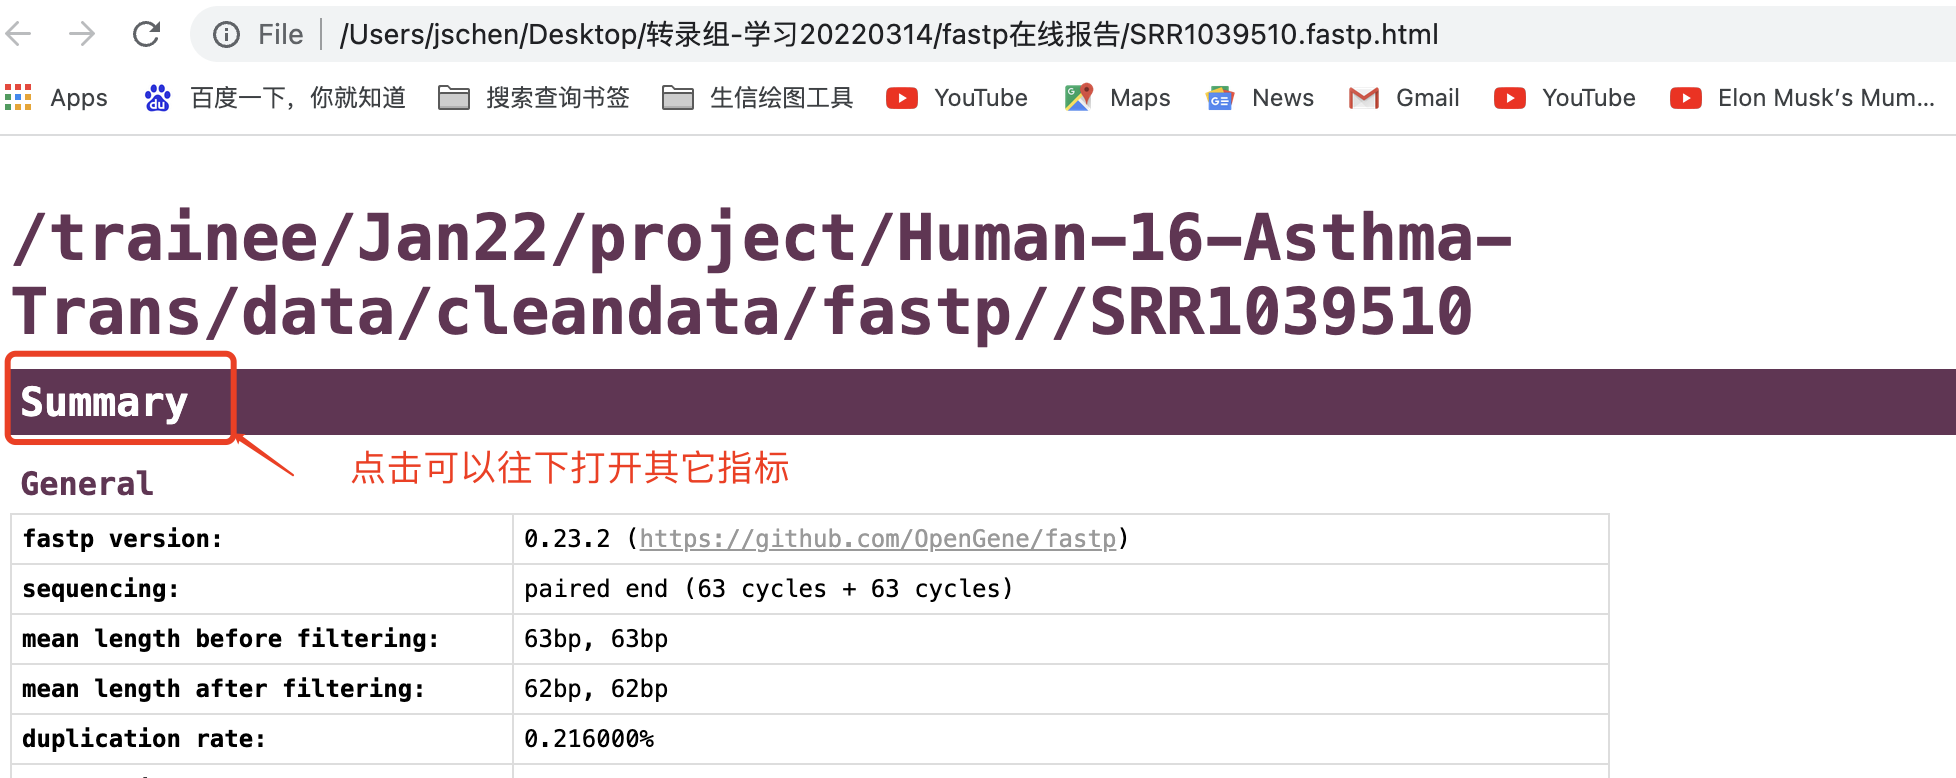 File | /Users/jschen/Desktop/转录组-学习20220314/fastp在线报告/SRR1039510.fastp.html
Apps 百度一下，你就知道 搜索查询书签 生信绘图工具 YouTube Maps News Gmail YouTube Elon Musk's Mum...
/trainee/Jan22/project/Human-16-Asthma-
Trans/data/cleandata/fastp//SRR1039510
Summary
点击可以往下打开其它指标
General
fastp version: 0.23.2 (https://github.com/OpenGene/fastp)
sequencing: paired end (63 cycles + 63 cycles)
mean length before filtering: 63bp, 63bp
mean length after filtering: 62bp, 62bp
duplication rate: 0.216000%